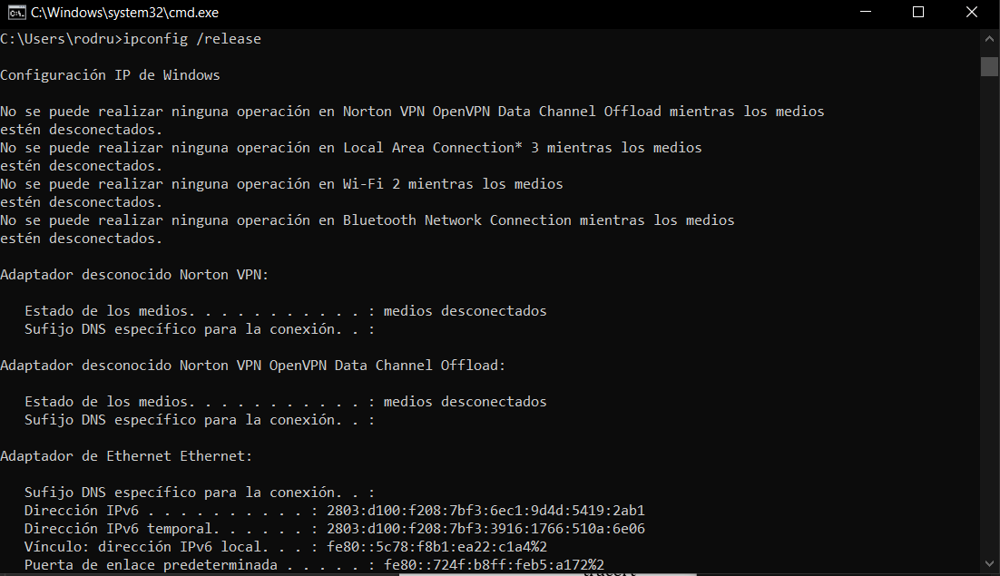 C:\Windows\system32\cmd.exe
C:\Users\rodru>ipconfig /release
Configuración IP de Windows
No se puede realizar ninguna operación en Norton VPN OpenVPN Data Channel Offload mientras los medios
estén desconectados.
No se puede realizar ninguna operación en Local Area Connection* 3 mientras los medios
estén desconectados.
No se puede realizar ninguna operación en Wi-Fi 2 mientras los medios
estén desconectados.
No se puede realizar ninguna operación en Bluetooth Network Connection mientras los medios
estén desconectados.
Adaptador desconocido Norton VPN:
Estado de los medios. . . . . . . . . . . : medios desconectados
Sufijo DNS específico para la conexión. . :
Adaptador desconocido Norton VPN OpenVPN Data Channel Offload:
Estado de los medios. . . . . . . . . . . : medios desconectados
Sufijo DNS específico para la conexión. . :
Adaptador de Ethernet Ethernet:
Sufijo DNS específico para la conexión. . :
Dirección IPv6 . . . . . . . . . . : 2803:d100:f208:7bf3:6ec1:9d4d:5419:2ab1
Dirección IPv6 temporal. . . . . . : 2803:d100:f208:7bf3:3916:1766:510a:6e06
Vínculo: dirección IPv6 local. . . : fe80::5c78:f8b1:ea22:c1a4%2
Puerta de enlace predeterminada . . . . . : fe80::724f:b8ff:feb5:a172%2